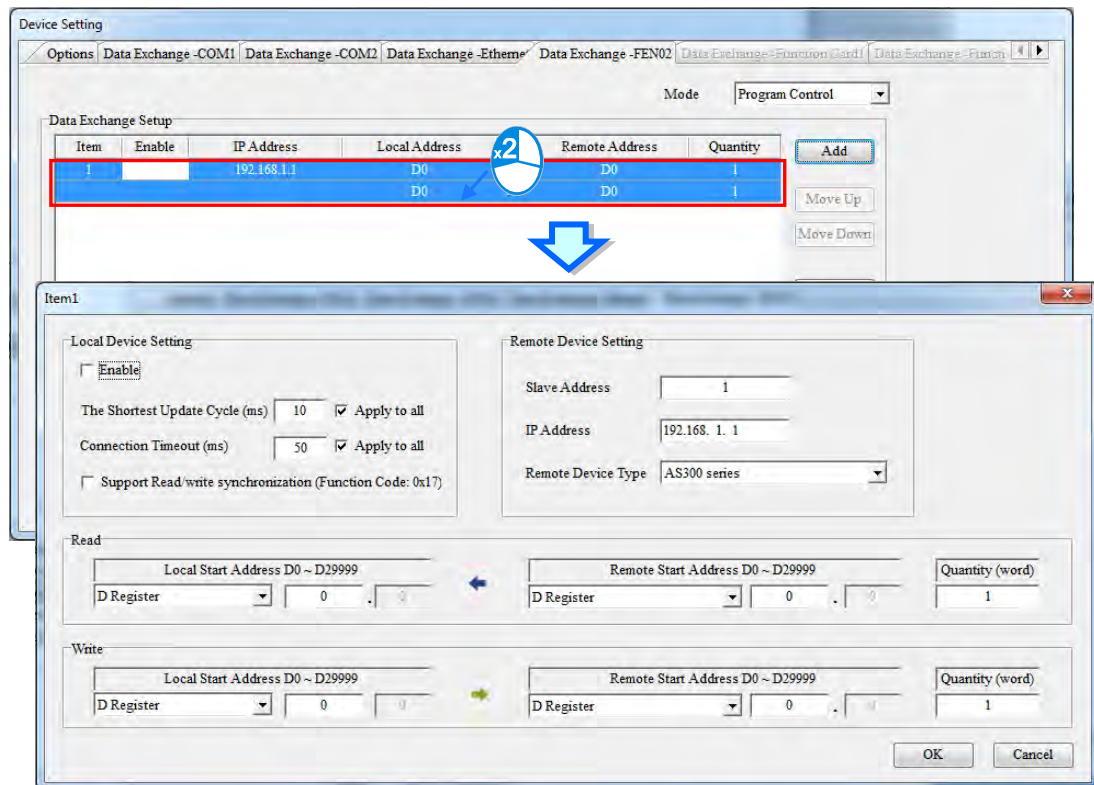 Device Setting
Options Data Exchange -COM1 Data Exchange -COM2 Data Exchange -Etherne Data Exchange -FEN02 Data Exchange -Function Card1 Data Exchange -Functi
Mode Program Control
Data Exchange Setup
Item Enable IP Address Local Address Remote Address Quantity
Add
x2
1 192.168.1.1 D0 D0 1
D0 D0 1
Move Up
Move Down
Item1
x
Local Device Setting
Enable
The Shortest Update Cycle (ms) 10 Apply to all
Connection Timeout (ms) 50 Apply to all
Support Read/write synchronization (Function Code: 0x17)
Remote Device Setting
Slave Address 1
IP Address 192.168. 1. 1
Remote Device Type AS300 series
Read
Local Start Address D0 ~ D29999 Remote Start Address D0 ~ D29999 Quantity (word)
D Register 0 . 0 D Register 0 . 0 1
Write
Local Start Address D0 ~ D29999 Remote Start Address D0 ~ D29999 Quantity (word)
D Register 0 0 D Register 0 . 0 1
OK Cancel